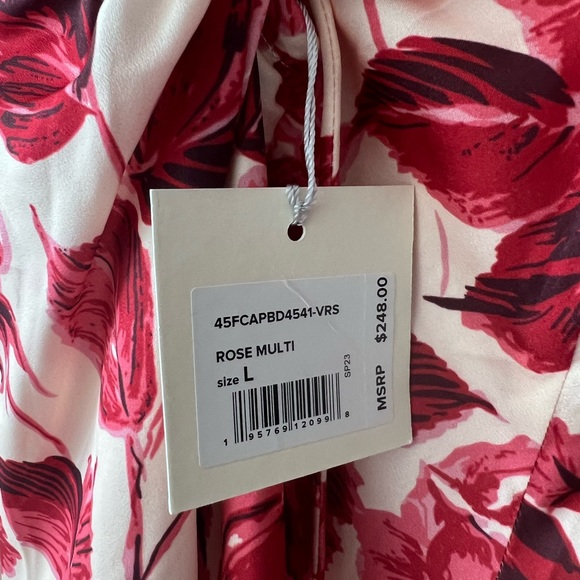 45FCAPBD4541-VRS
ROSE MULTI
size L
SP23
MSRP $248.00
1 95769 12099 8